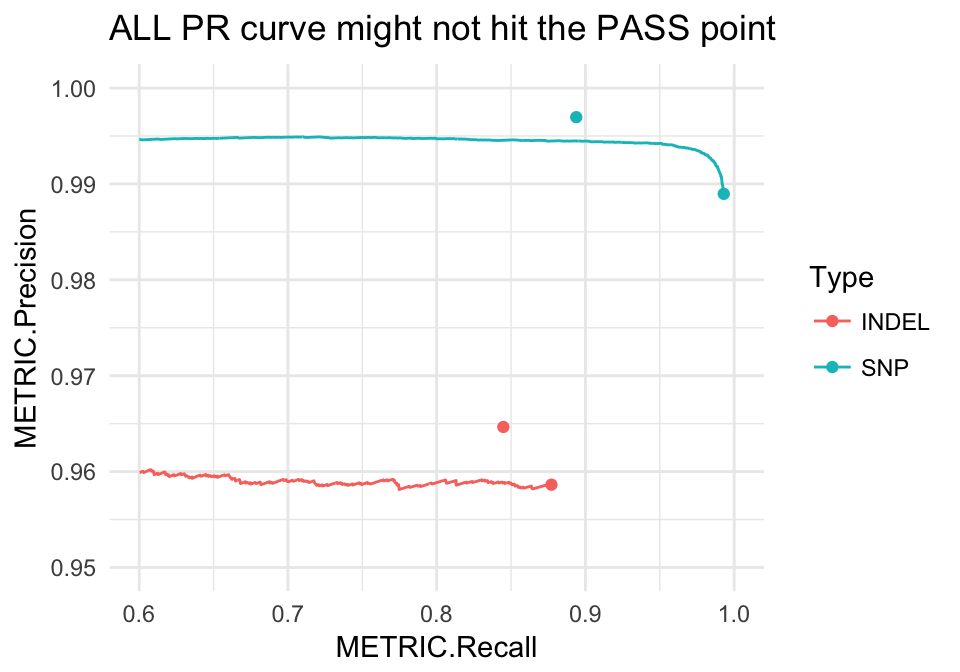 ALL PR curve might not hit the PASS point
METRIC.Precision
1.00
0.99
0.98
0.97
0.96
0.95
0.6 0.7 0.8 0.9 1.0
METRIC.Recall
Type
INDEL
SNP